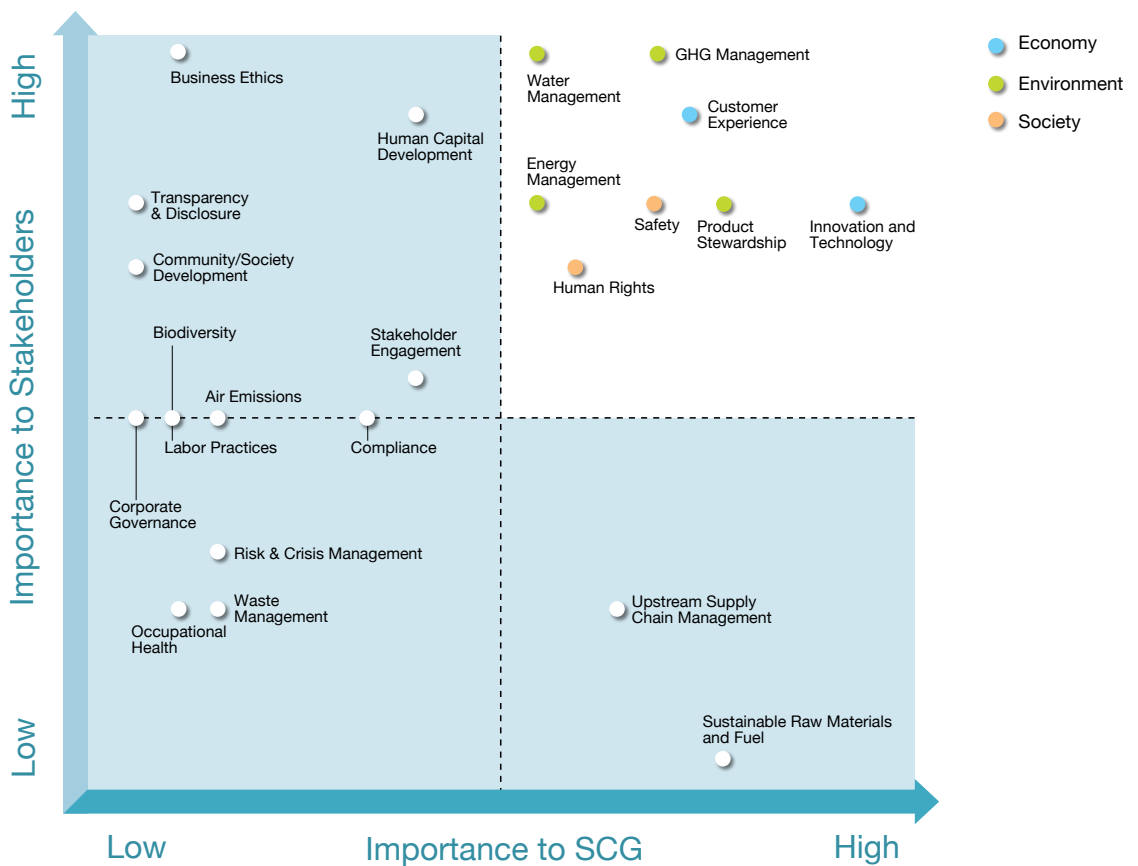 High
Importance to Stakeholders
Low
Business Ethics
Human Capital
Development
Transparency
& Disclosure
Community/Society
Development
Biodiversity
Stakeholder
Engagement
Air Emissions
Labor Practices
Compliance
Corporate
Governance
Risk & Crisis Management
Waste
Management
Occupational
Health
Water
Management
GHG Management
Customer
Experience
Energy
Management
Safety
Product
Stewardship
Innovation and
Technology
Human Rights
Upstream Supply
Chain Management
Sustainable Raw Materials
and Fuel
Economy
Environment
Society
Low
Importance to SCG
High